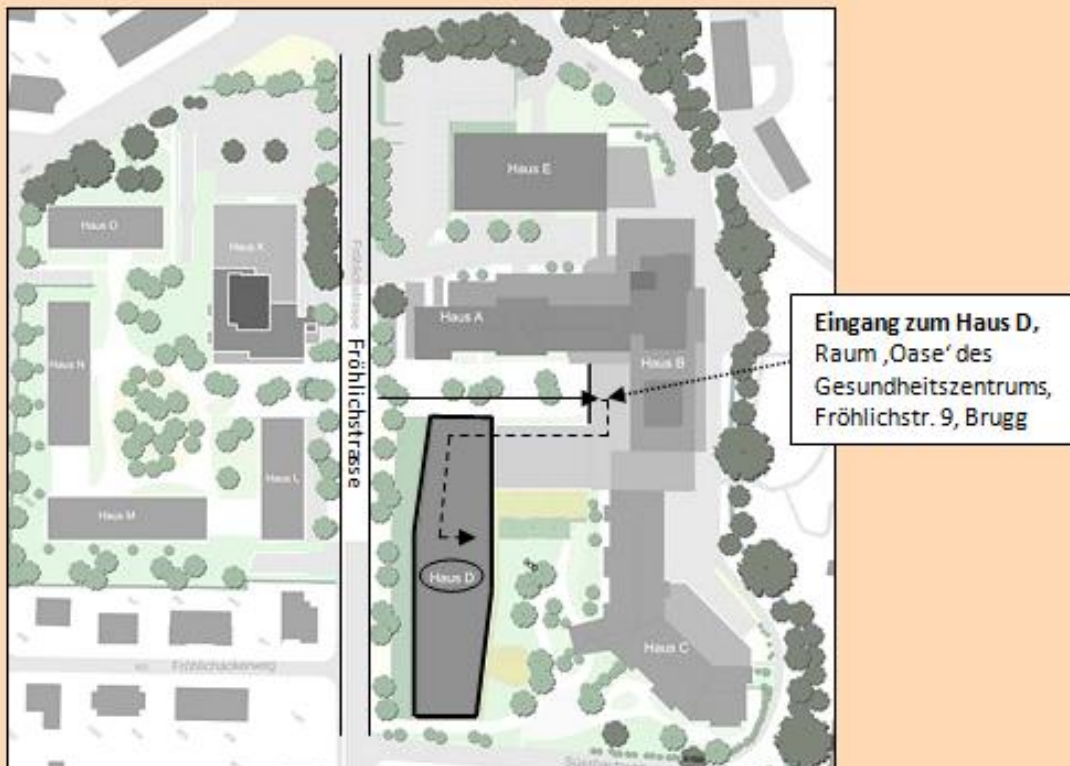 Haus E
Haus O
Haus K
Haus A
Haus N
Haus B
Fröhlichstrasse
Fröhlichstrasse
Haus L
Haus M
Haus D
Haus C
Fröhlichackerweg
Eingang zum Haus D,
Raum ‚Oase' des
Gesundheitszentrums,
Fröhlichstr. 9, Brugg